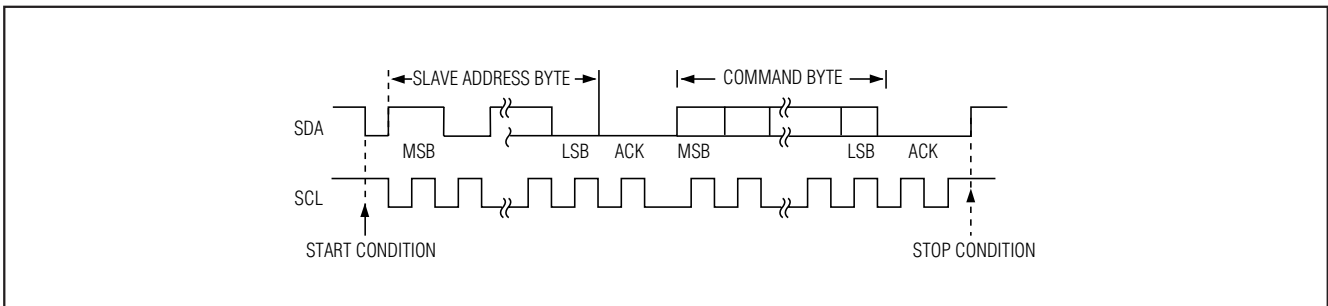 SLAVE ADDRESS BYTE COMMAND BYTE
SDA
MSB LSB ACK MSB LSB ACK
SCL
START CONDITION STOP CONDITION